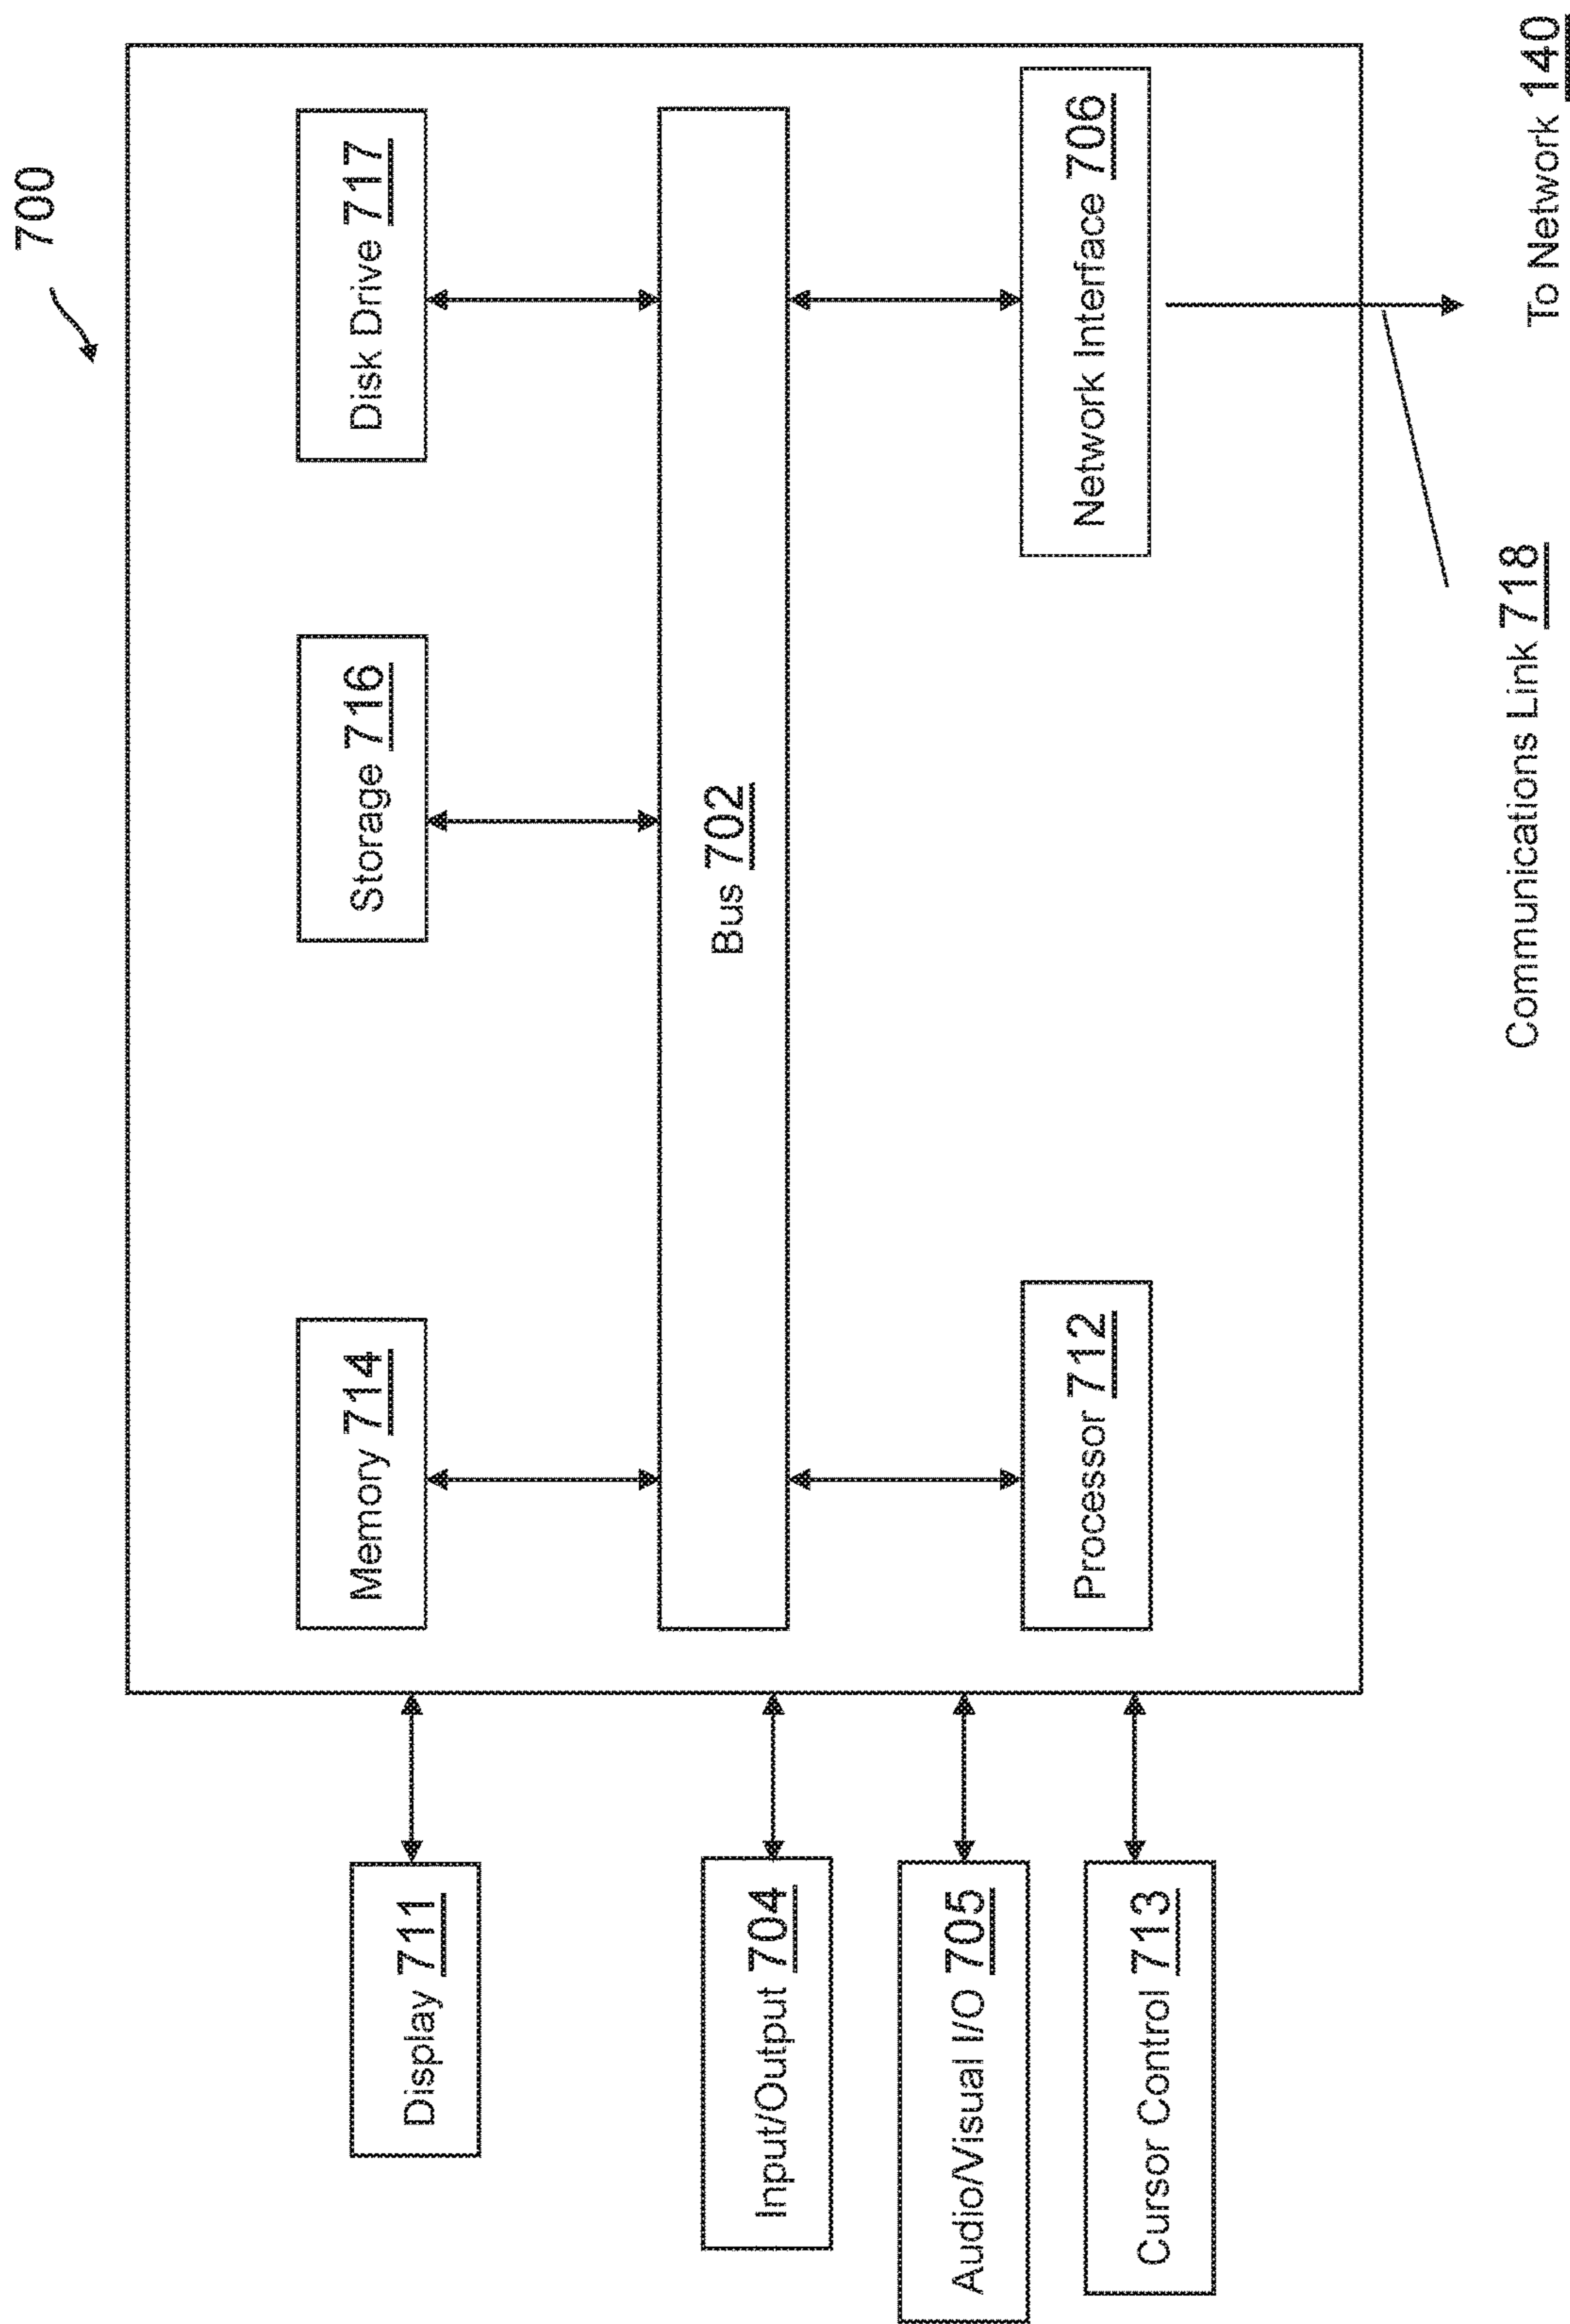 700
Display 711
Input/Output 704
Audio/Visual I/O 705
Cursor Control 713
Memory 714
Storage 716
Disk Drive 717
Bus 702
Processor 712
Network Interface 706
Communications Link 718
To Network 140